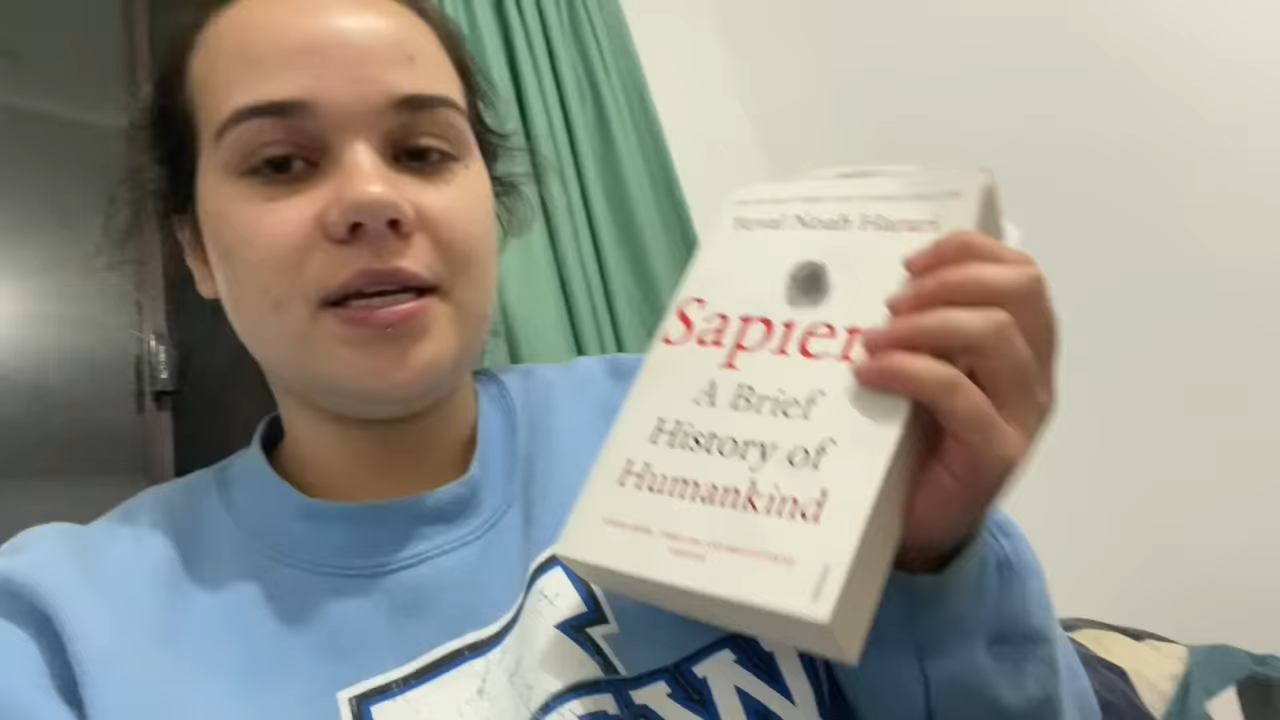 Yuval Noah Harari
Sapien
A Brief
History of
Humankind